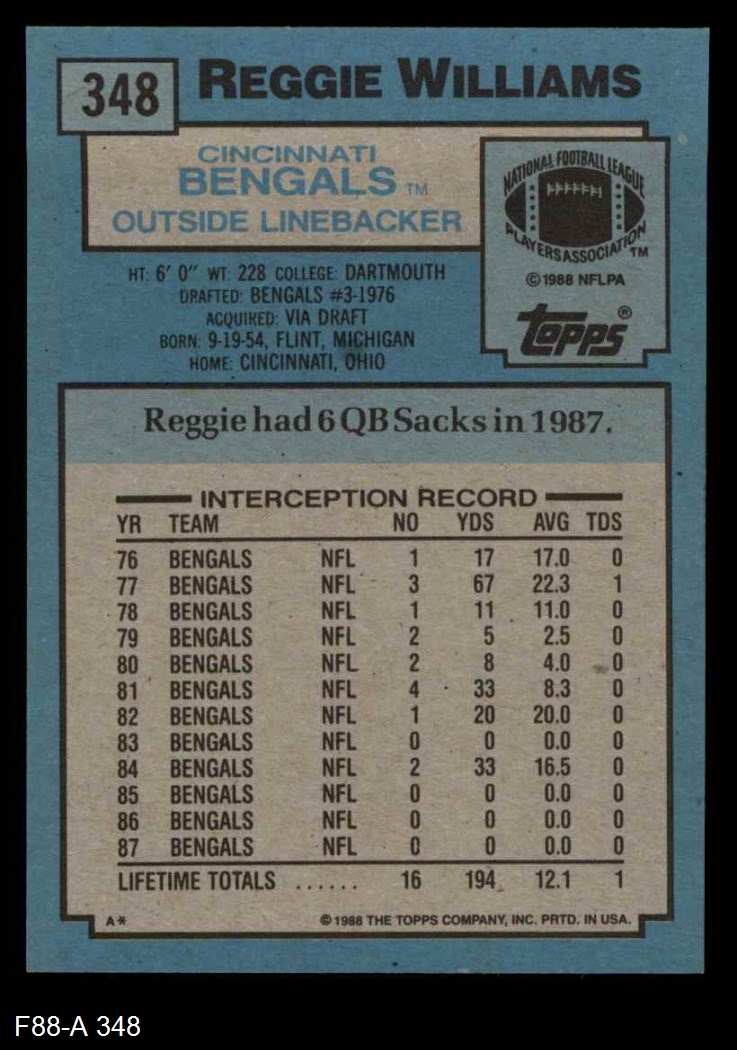 348
REGGIE WILLIAMS
CINCINNATI
BENGALS TM
OUTSIDE LINEBACKER
NATIONAL FOOTBALL LEAGUE
PLAYERS ASSOCIATION TM
© 1988 NFLPA
topps®
HT: 6' 0" WT: 228 COLLEGE: DARTMOUTH
DRAFTED: BENGALS #3-1976
ACQUIRED: VIA DRAFT
BORN: 9-19-54, FLINT, MICHIGAN
HOME: CINCINNATI, OHIO
Reggie had 6 QB Sacks in 1987.
INTERCEPTION RECORD
YR TEAM NO YDS AVG TDS
76 BENGALS NFL 1 17 17.0 0
77 BENGALS NFL 3 67 22.3 1
78 BENGALS NFL 1 11 11.0 0
79 BENGALS NFL 2 5 2.5 0
80 BENGALS NFL 2 8 4.0 0
81 BENGALS NFL 4 33 8.3 0
82 BENGALS NFL 1 20 20.0 0
83 BENGALS NFL 0 0 0.0 0
84 BENGALS NFL 2 33 16.5 0
85 BENGALS NFL 0 0 0.0 0
86 BENGALS NFL 0 0 0.0 0
87 BENGALS NFL 0 0 0.0 0
LIFETIME TOTALS ...... 16 194 12.1 1
A* © 1988 THE TOPPS COMPANY, INC. PRTD. IN USA.
F88-A 348